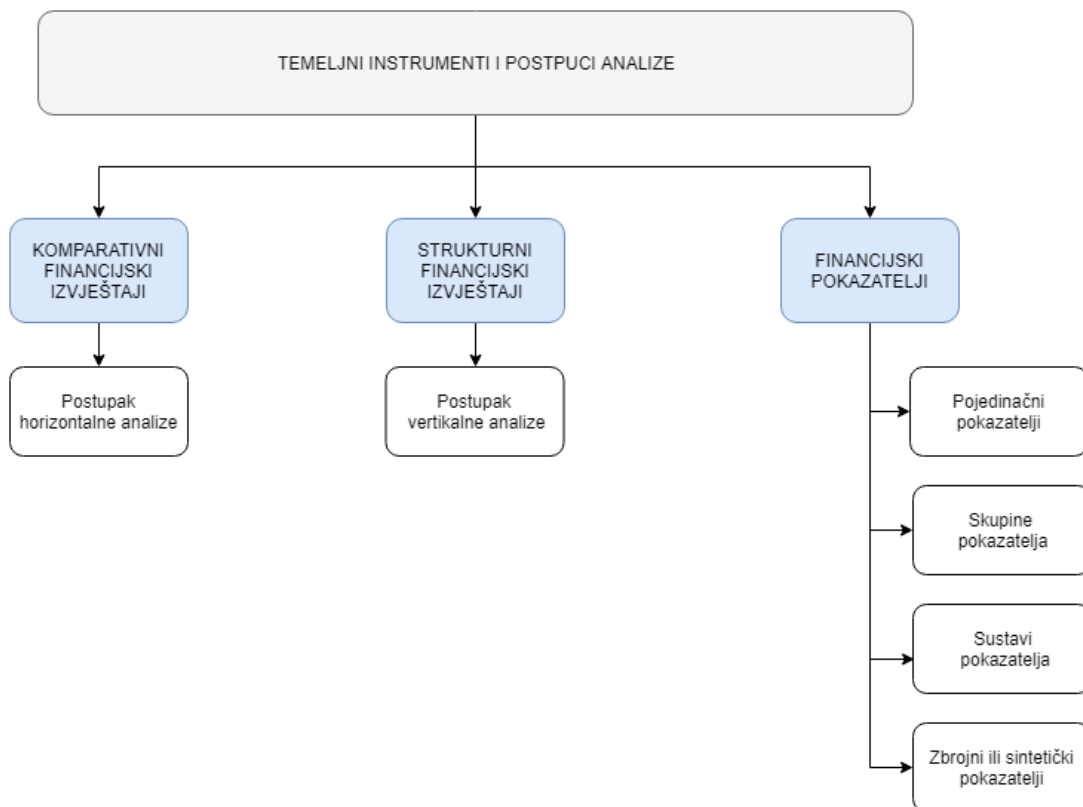 TEMELJNI INSTRUMENTI I POSTPUCI ANALIZE
KOMPARATIVNI
FINANCIJSKI
IZVJEŠTAJI
STRUKTURNI
FINANCIJSKI
IZVJEŠTAJI
FINANCIJSKI
POKAZATELJI
Postupak
horizontalne analize
Postupak
vertikalne analize
Pojedinačni
pokazatelji
Skupine
pokazatelja
Sustavi
pokazatelja
Zbrojni ili sintetički
pokazatelji